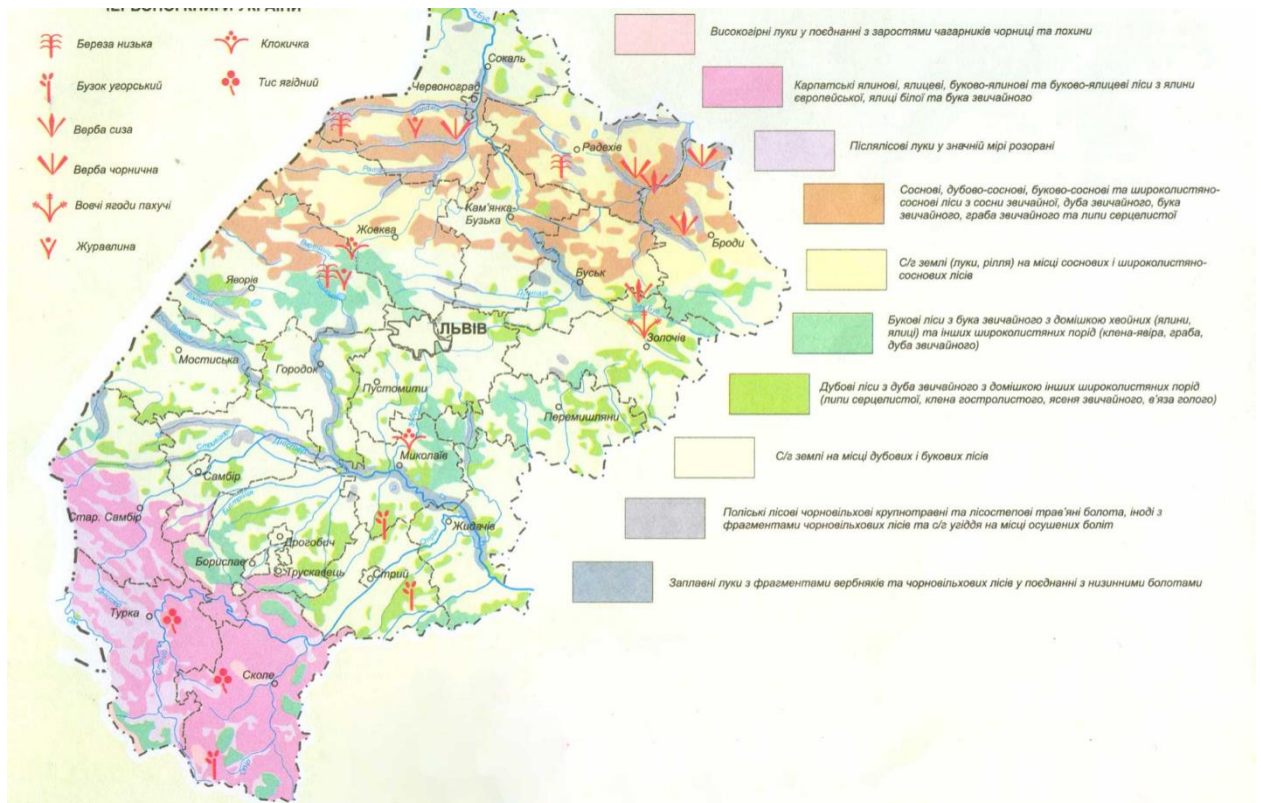 ЧЕРВОНОЇ КНИГИ УКРАЇНИ
Береза низька
Бузок угорський
Верба сиза
Верба чорнична
Вовчі ягоди пахучі
Журавлина
Клокичка
Тис ягідний
Сокаль
Червоноград
Радехів
Кам'янка-
Бузька
Жовква
Броди
Буськ
Яворів
ЛЬВІВ
Золочів
Мостиська
Городок
Пустомити
Перемишляни
Миколаїв
Самбір
Стар. Самбір
Жидачів
Дрогобич
Борислав
Трускавець
Стрий
Турка
Сколе
Високогірні луки у поєднанні з заростями чагарників чорниці та лохини
Карпатські ялинові, ялицеві, буково-ялинові та буково-ялицеві ліси з ялини
європейської, ялиці білої та бука звичайного
Післялісові луки у значній мірі розорані
Соснові, дубово-соснові, буково-соснові та широколистяно-
соснові ліси з сосни звичайної, дуба звичайного, бука
звичайного, граба звичайного та липи серцелистої
С/г землі (луки, рілля) на місці соснових і широколистяно-
соснових лісів
Букові ліси з бука звичайного з домішкою хвойних (ялини,
ялиці) та інших широколистяних порід (клена-явіра, граба,
дуба звичайного)
Дубові ліси з дуба звичайного з домішкою інших широколистяних порід
(липи серцелистої, клена гостролистого, ясеня звичайного, в'яза голого)
С/г землі на місці дубових і букових лісів
Поліські лісові чорновільхові крупнотравні та лісостепові трав'яні болота, іноді з
фрагментами чорновільхових лісів та с/г угіддя на місці осушених боліт
Заплавні луки з фрагментами вербняків та чорновільхових лісів у поєднанні з низинними болотами